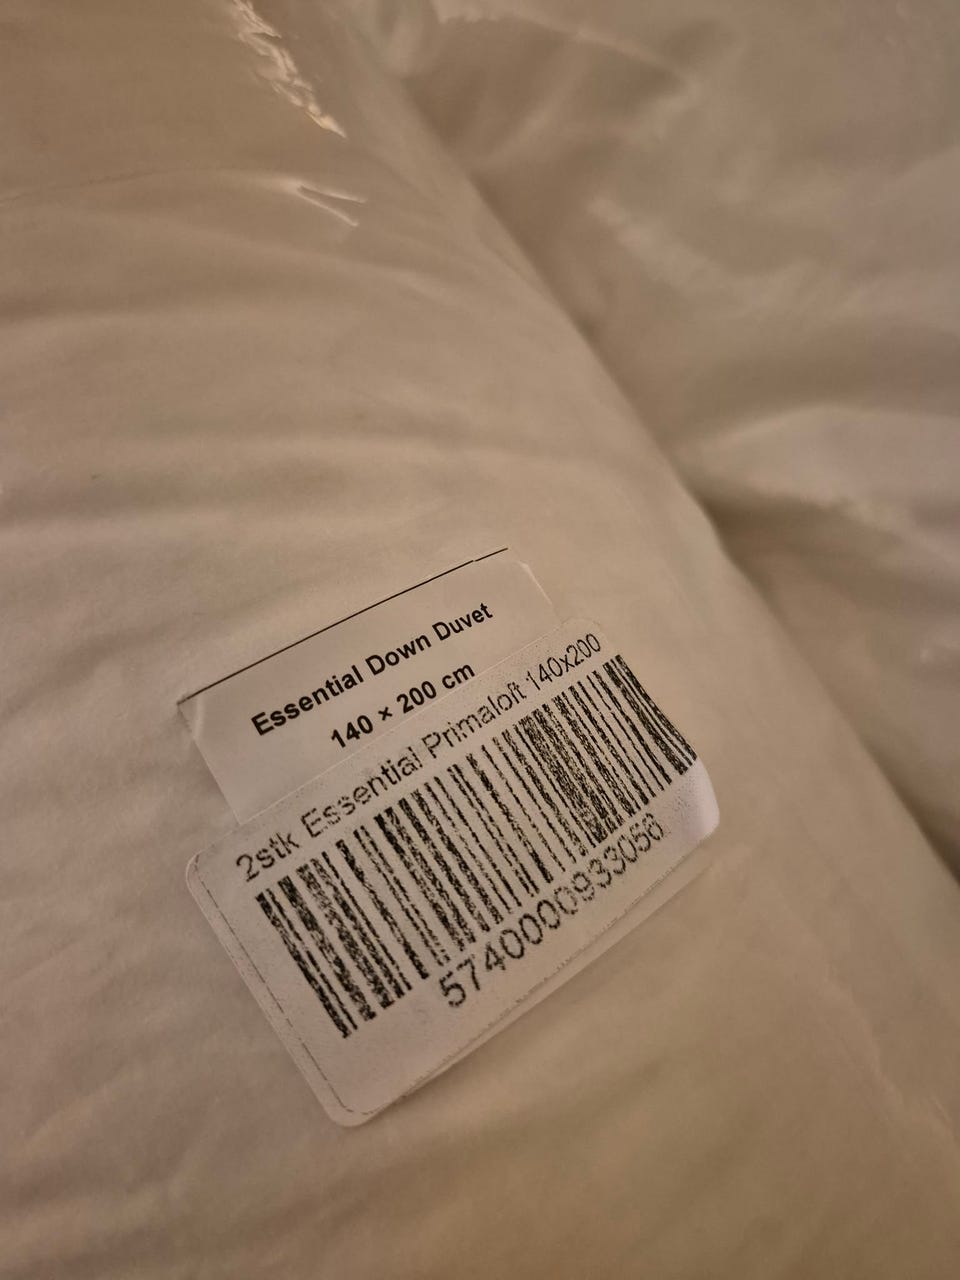 Essential Down Duvet
140 × 200 cm
2stk Essential Primaloft 140x200
5740000933056